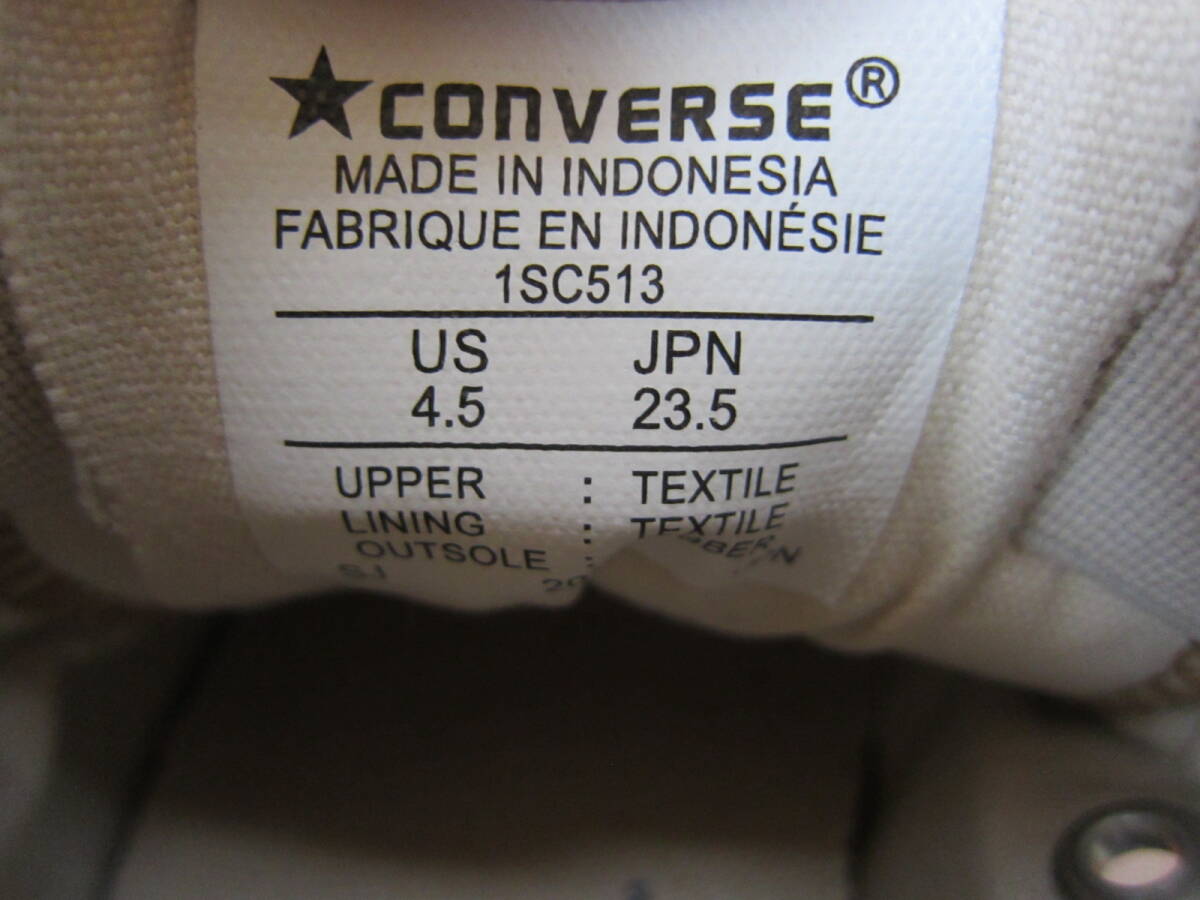 ★CONVERSE®
MADE IN INDONESIA
FABRIQUE EN INDONÉSIE
1SC513
US JPN
4.5 23.5
UPPER : TEXTILE
LINING : TEXTILE
OUTSOLE :
SJ